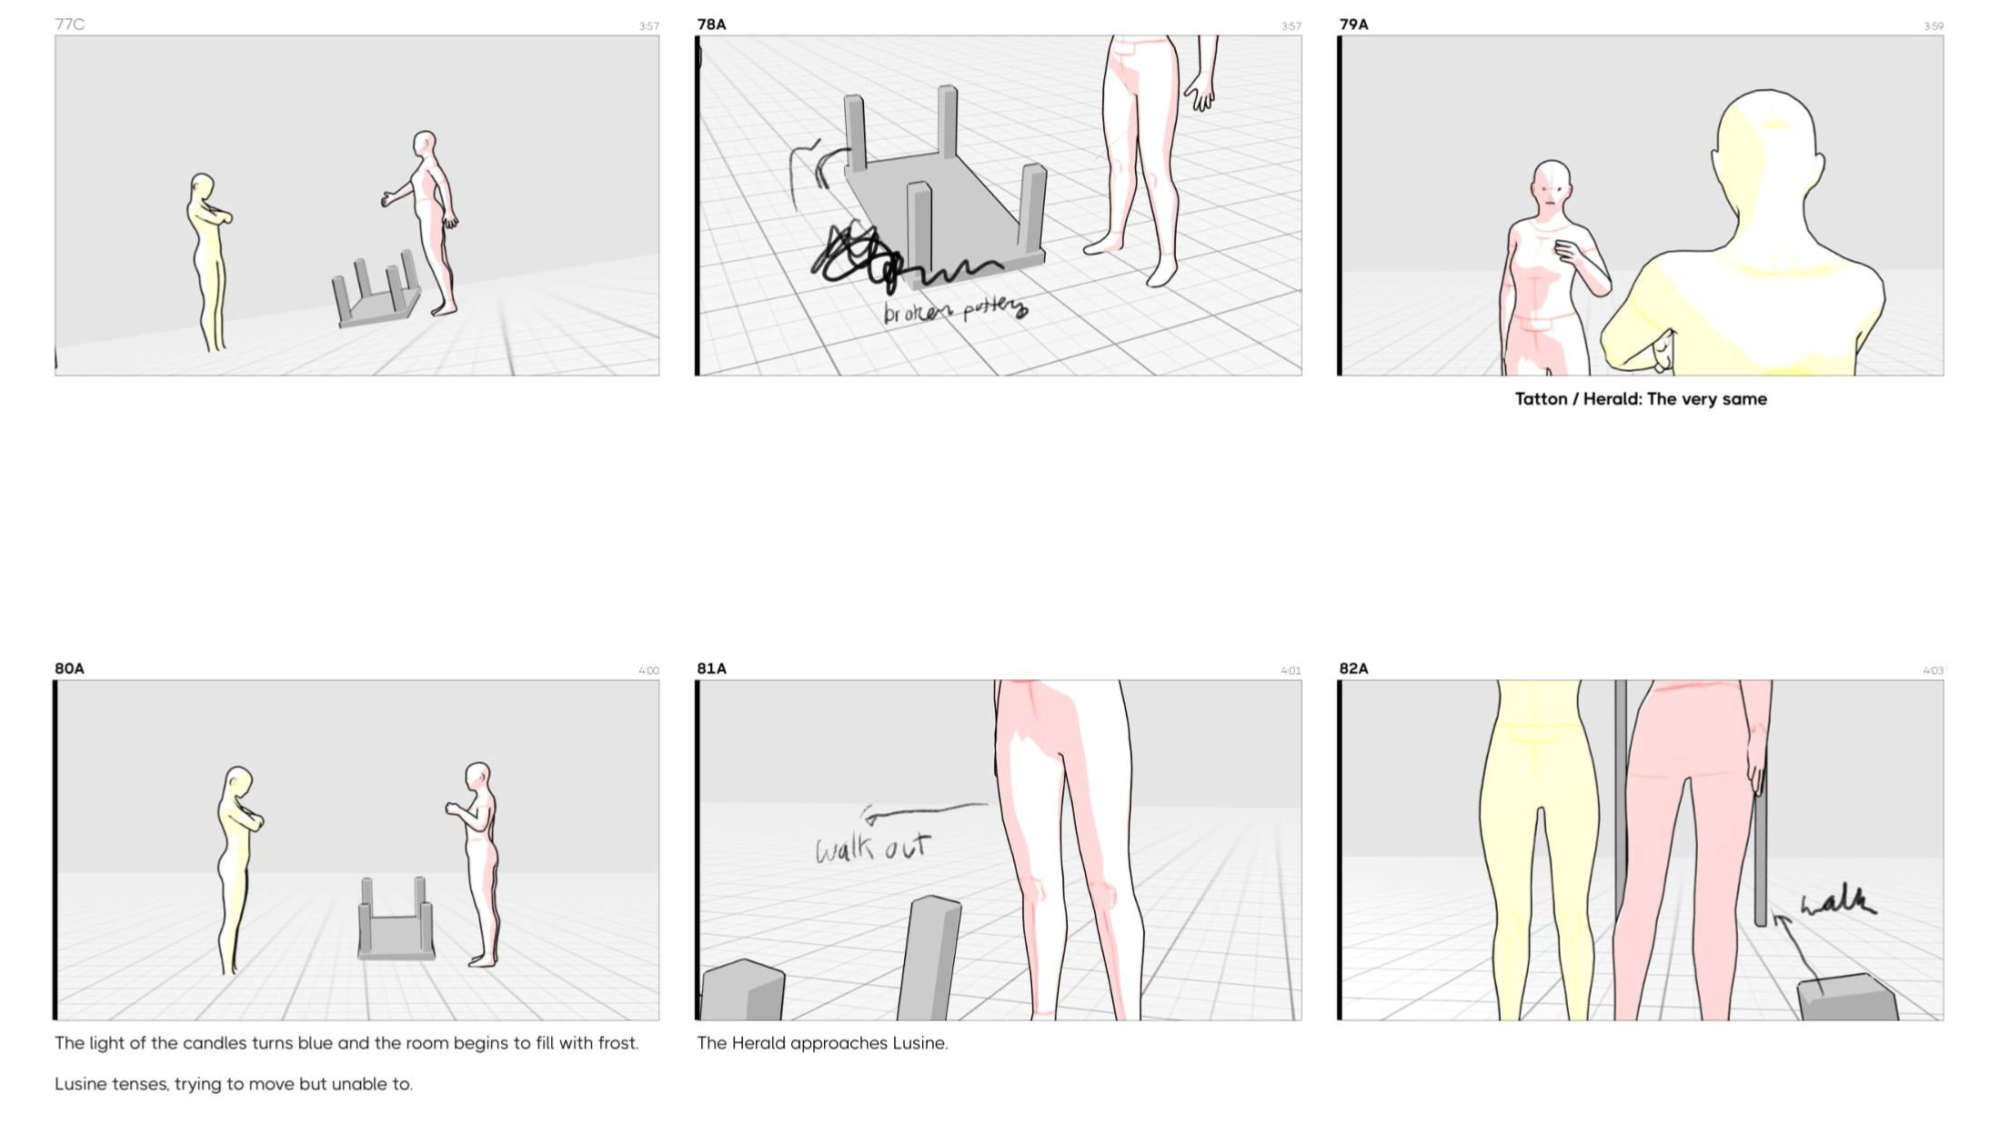 77C 3:57
78A 3:57
79A 3:59
broken pottery
Tatton / Herald: The very same
80A 4:00
81A 4:01
82A 4:03
walk out
walk
The light of the candles turns blue and the room begins to fill with frost.
Lusine tenses, trying to move but unable to.
The Herald approaches Lusine.